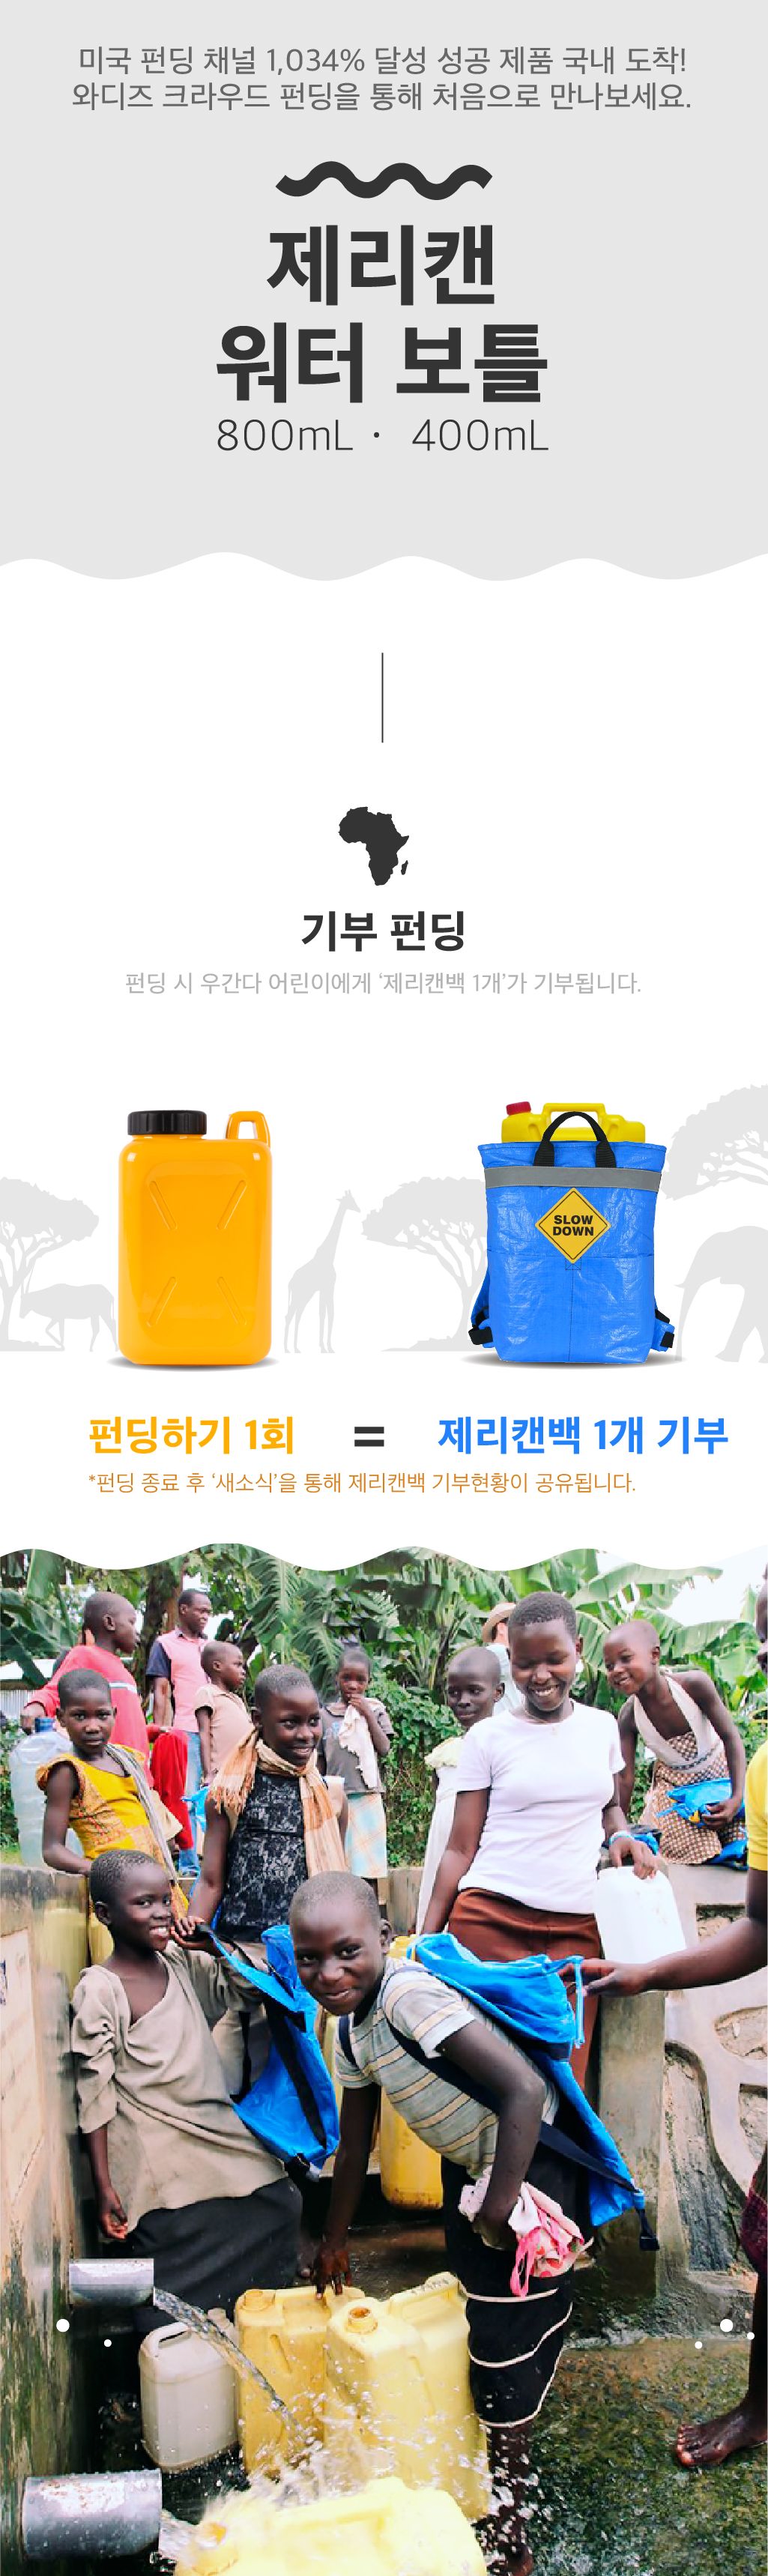 미국 펀딩 채널 1,034% 달성 성공 제품 국내 도착!
와디즈 크라우드 펀딩을 통해 처음으로 만나보세요.
제리캔
워터 보틀
800mL · 400mL
기부 펀딩
펀딩 시 우간다 어린이에게 ‘제리캔백 1개’가 기부됩니다.
SLOW
DOWN
펀딩하기 1회 = 제리캔백 1개 기부
*펀딩 종료 후 ‘새소식’을 통해 제리캔백 기부현황이 공유됩니다.